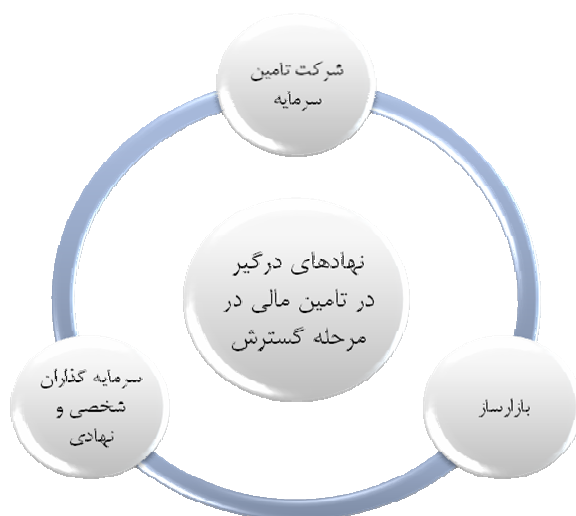 شرکت تامین
سرمایه
نهادهای درگیر
در تامین مالی در
مرحله گسترش
بازارساز
سرمایه گذاران
شخصی و
نهادی